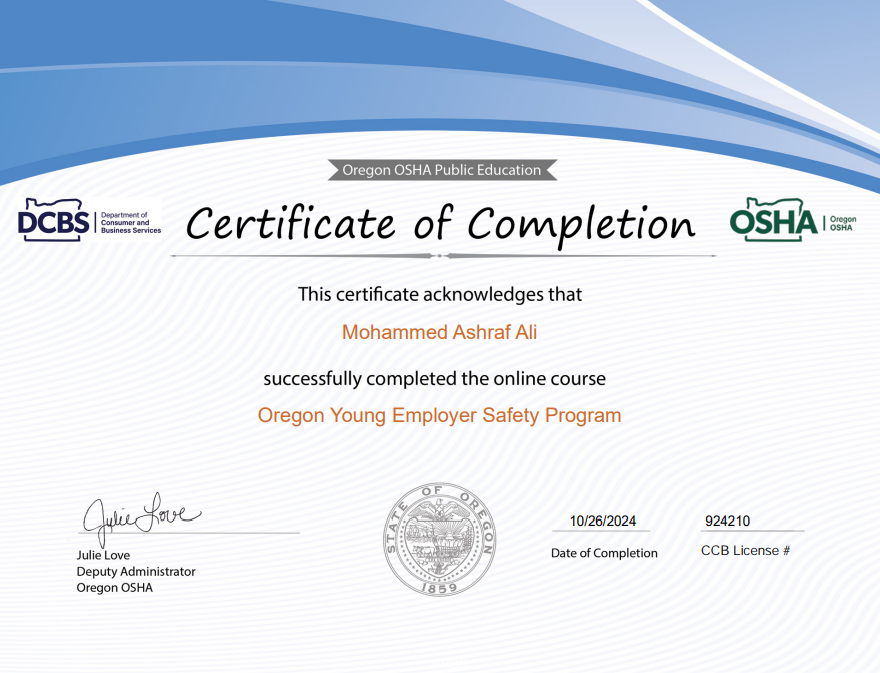 Oregon OSHA Public Education
DCBS
Department of
Consumer and
Business Services
Certificate of Completion
OSHA
Oregon
OSHA
This certificate acknowledges that
Mohammed Ashraf Ali
successfully completed the online course
Oregon Young Employer Safety Program
Julie Love
Julie Love
Deputy Administrator
Oregon OSHA
STATE OF OREGON
1859
10/26/2024
Date of Completion
924210
CCB License #